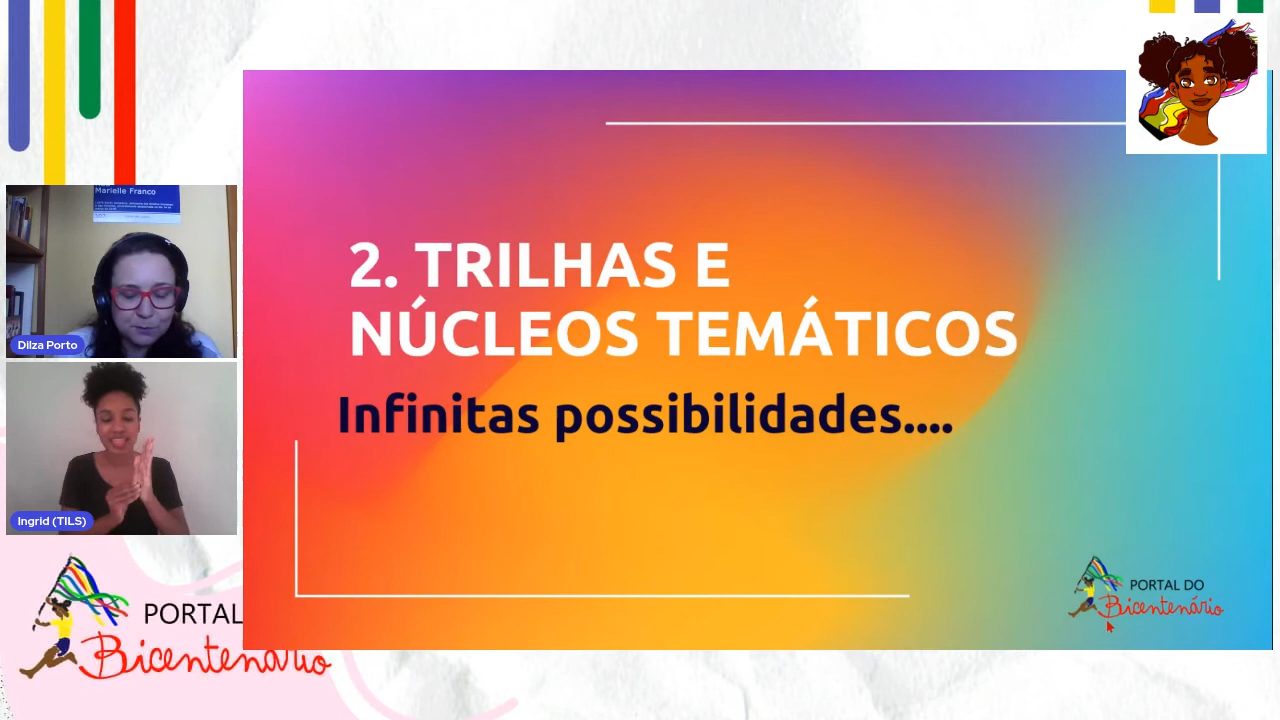 Marielle Franco
Dilza Porto
Ingrid (TILS)
PORTAL
Bicentenário
2. TRILHAS E
NÚCLEOS TEMÁTICOS
Infinitas possibilidades....
PORTAL DO
Bicentenário